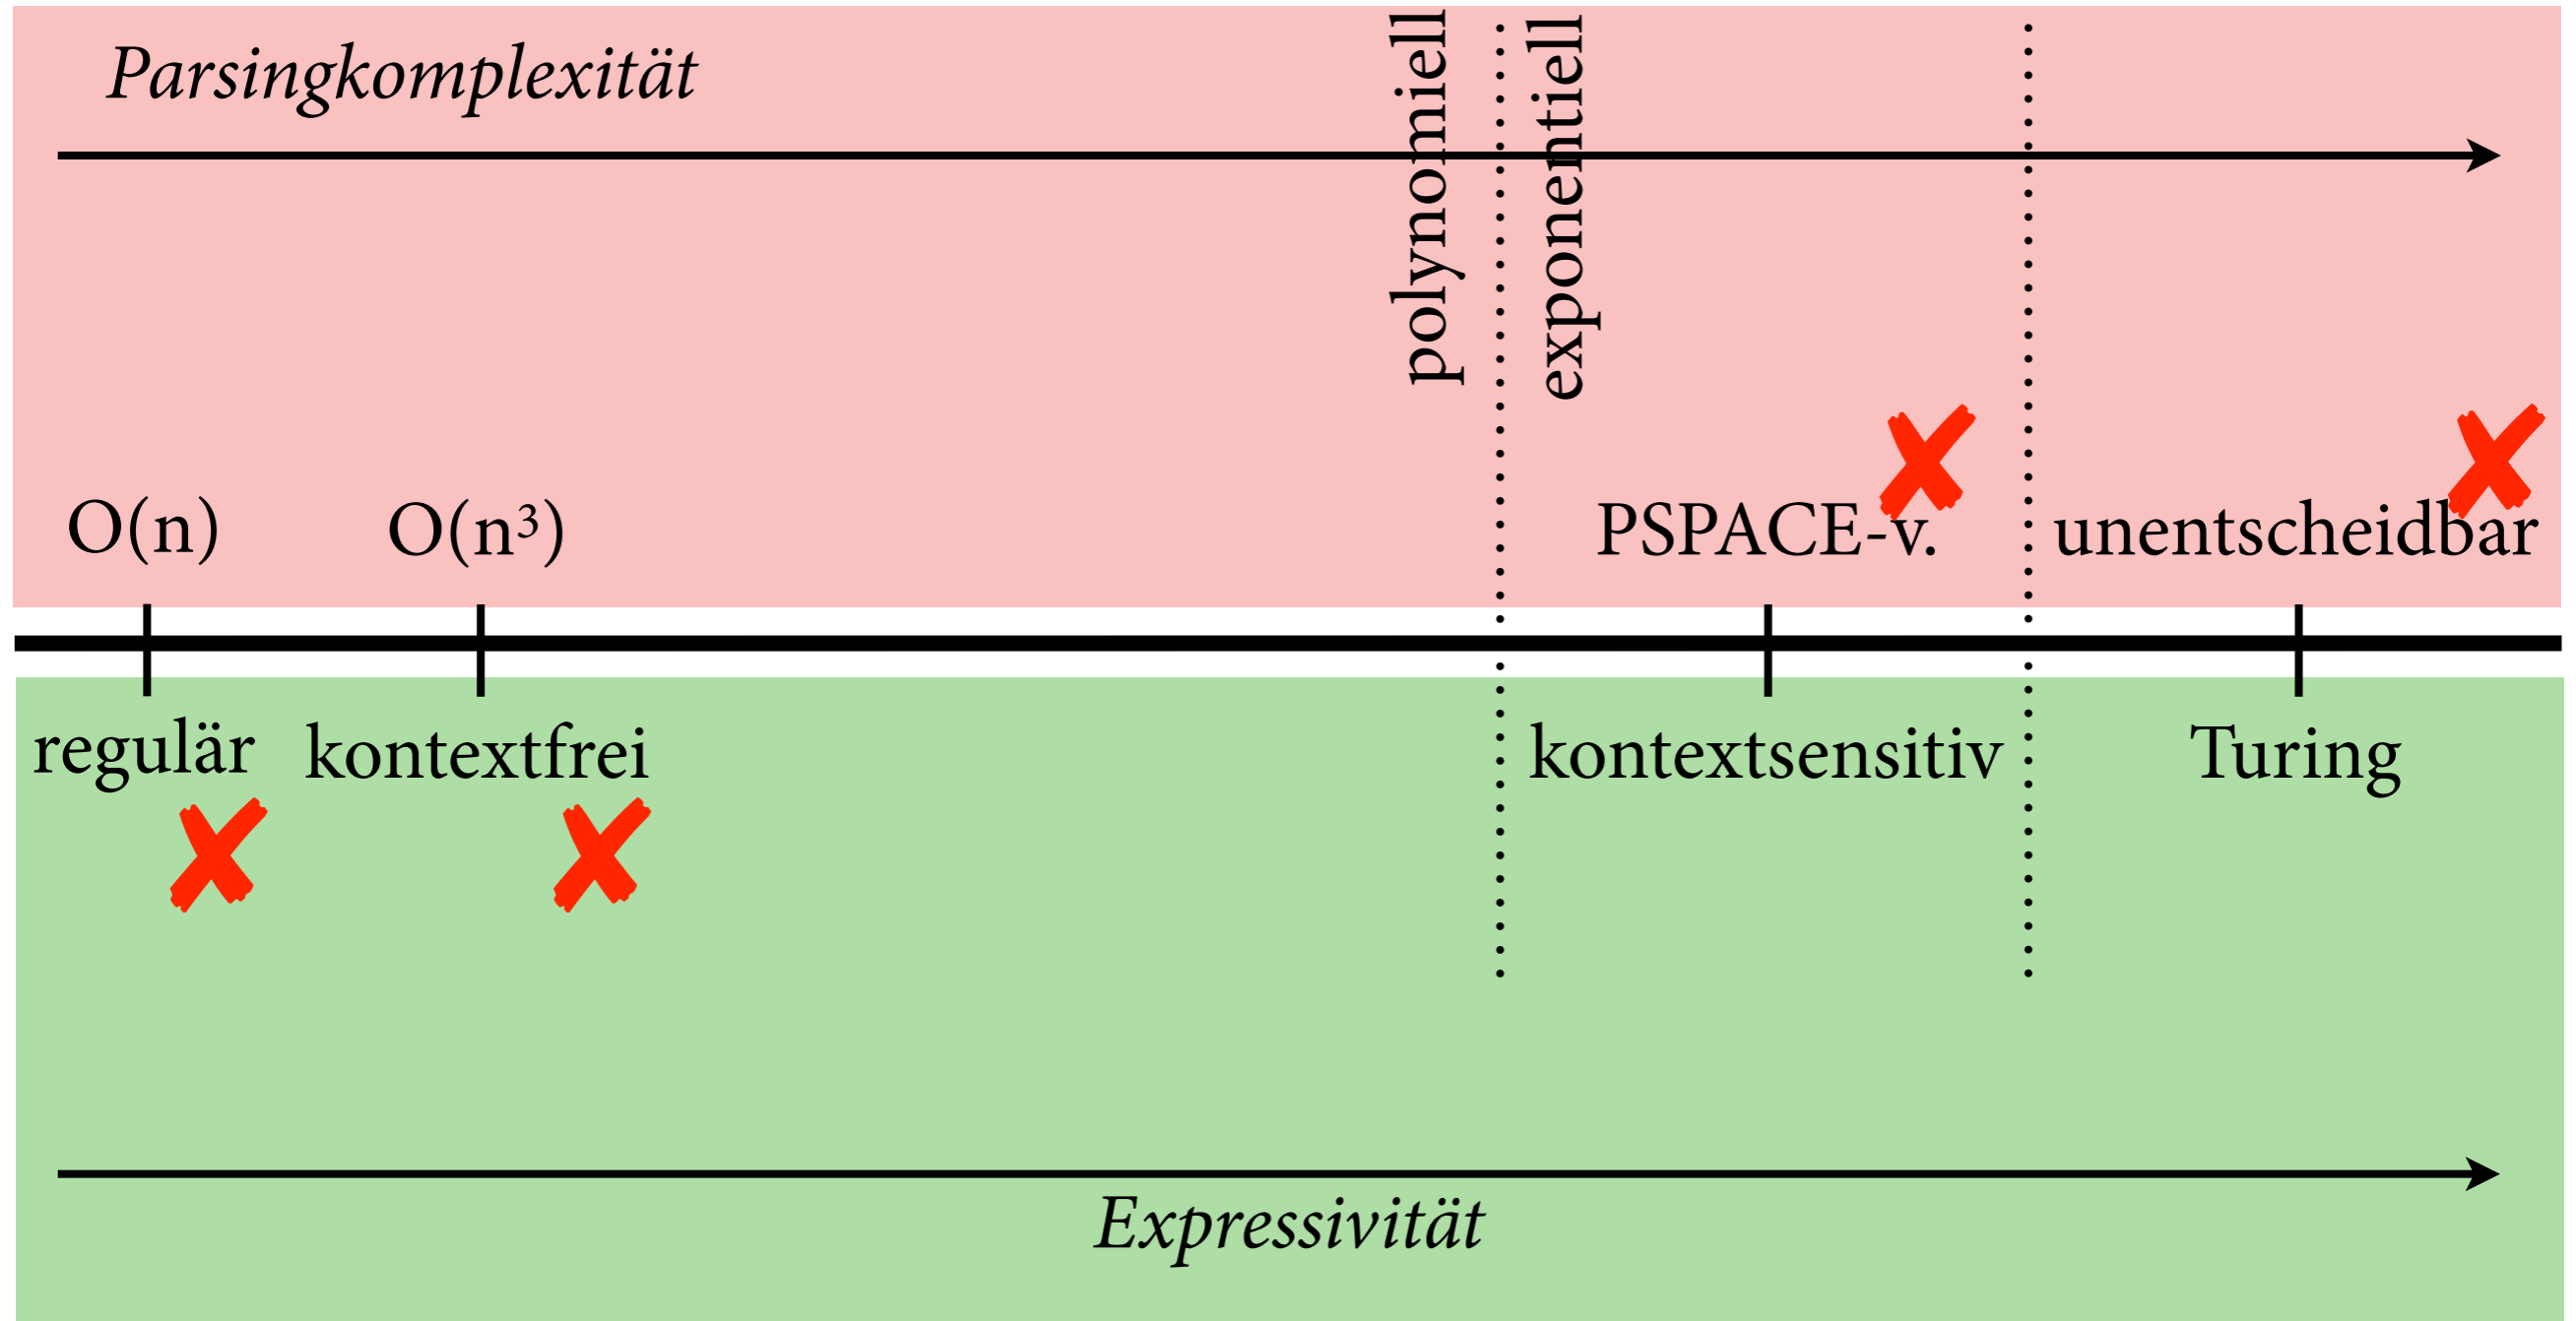 Parsingkomplexität
polynomiell
exponentiell
O(n)
O(n³)
PSPACE-v.
unentscheidbar
regulär
kontextfrei
kontextsensitiv
Turing
Expressivität